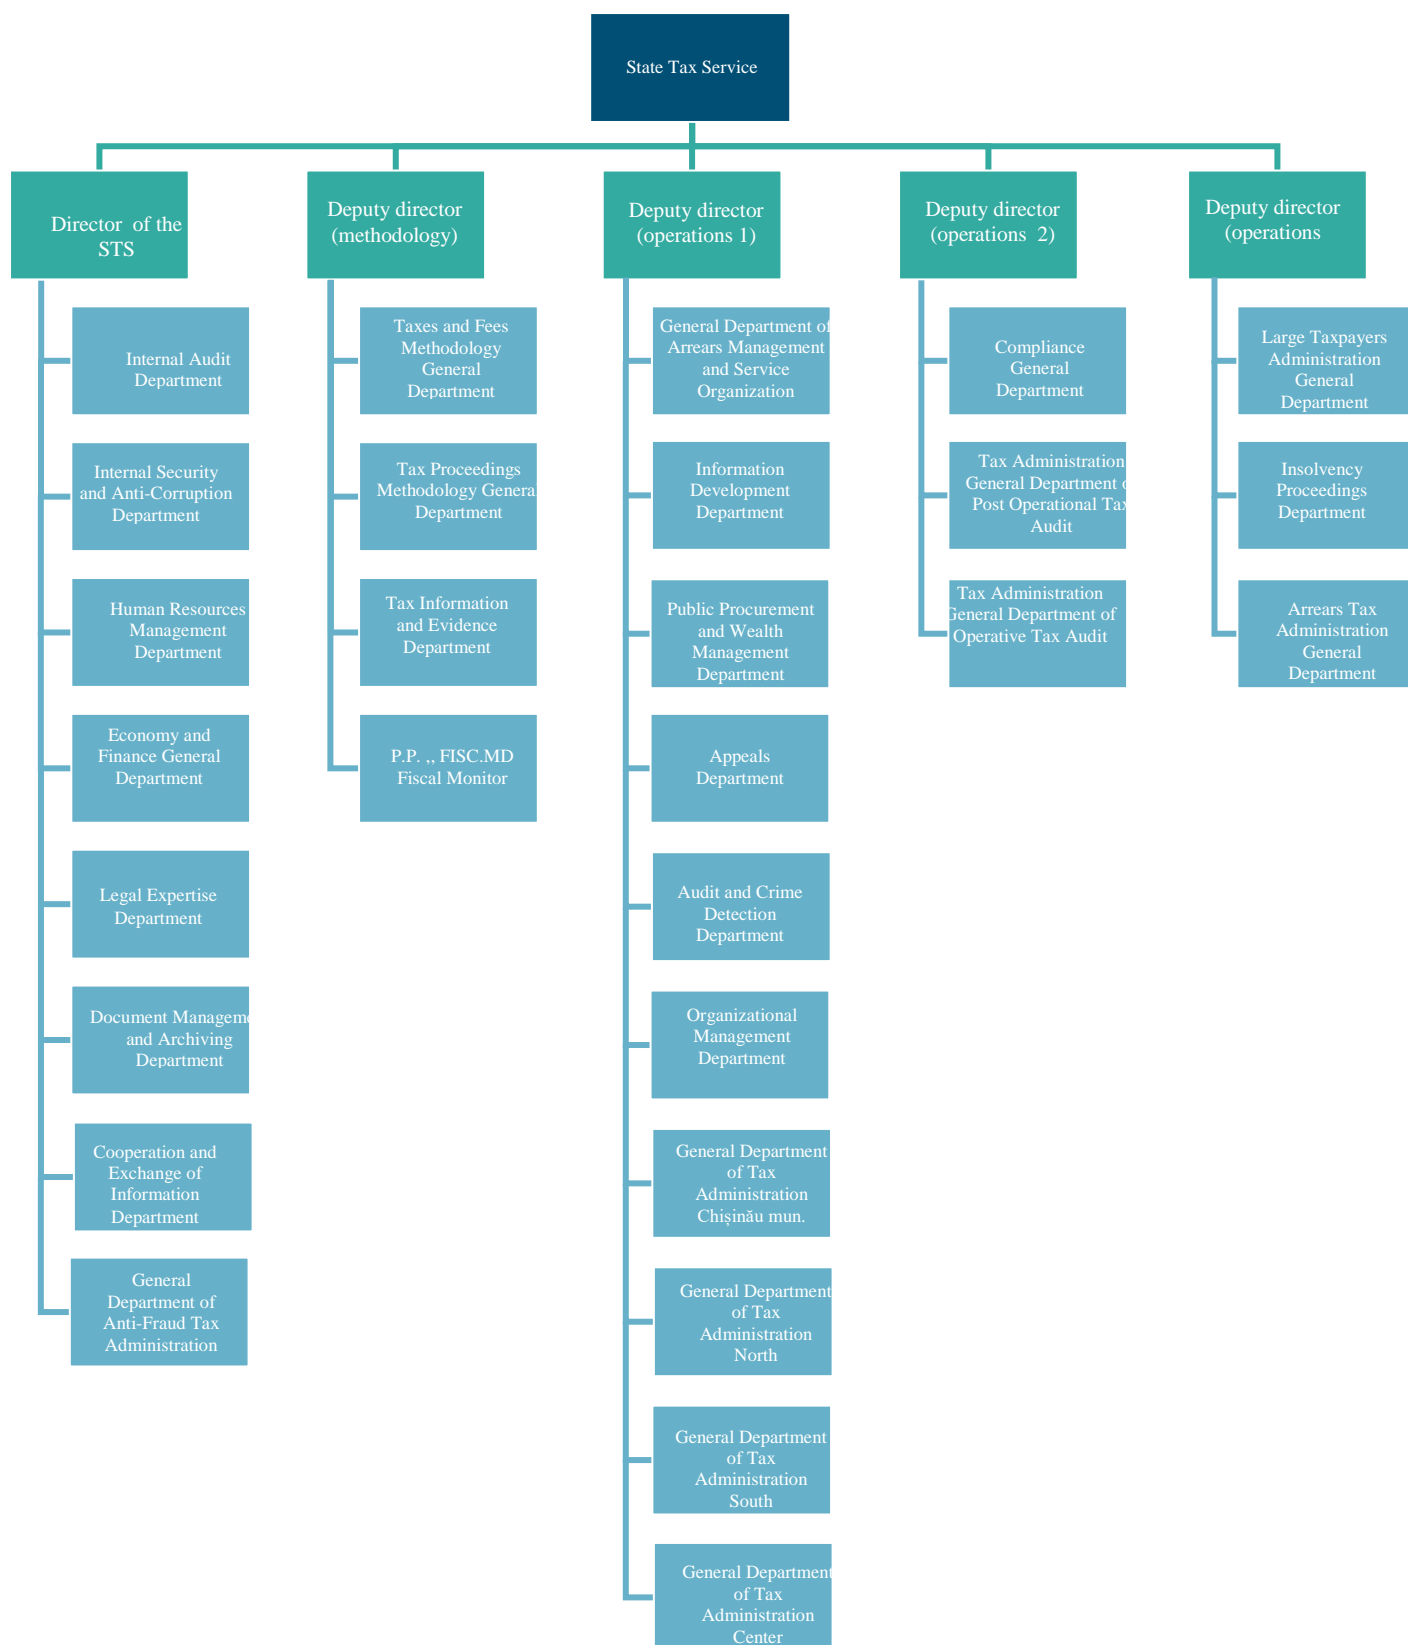 State Tax Service
Director of the
STS
Deputy director
(methodology)
Deputy director
(operations 1)
Deputy director
(operations 2)
Deputy director
(operations
Internal Audit
Department
Internal Security
and Anti-Corruption
Department
Human Resources
Management
Department
Economy and
Finance General
Department
Legal Expertise
Department
Document Manageme
and Archiving
Department
Cooperation and
Exchange of
Information
Department
General
Department of
Anti-Fraud Tax
Administration
Taxes and Fees
Methodology
General
Department
Tax Proceedings
Methodology General
Department
Tax Information
and Evidence
Department
P.P. ,, FISC.MD
Fiscal Monitor
General Department of
Arrears Management
and Service
Organization
Information
Development
Department
Public Procurement
and Wealth
Management
Department
Appeals
Department
Audit and Crime
Detection
Department
Organizational
Management
Department
General Department
of Tax
Administration
Chișinău mun.
General Department
of Tax
Administration
North
General Department
of Tax
Administration
South
General Department
of Tax
Administration
Center
Compliance
General
Department
Tax Administration
General Department o
Post Operational Tax
Audit
Tax Administration
General Department of
Operative Tax Audit
Large Taxpayers
Administration
General
Department
Insolvency
Proceedings
Department
Arrears Tax
Administration
General
Department